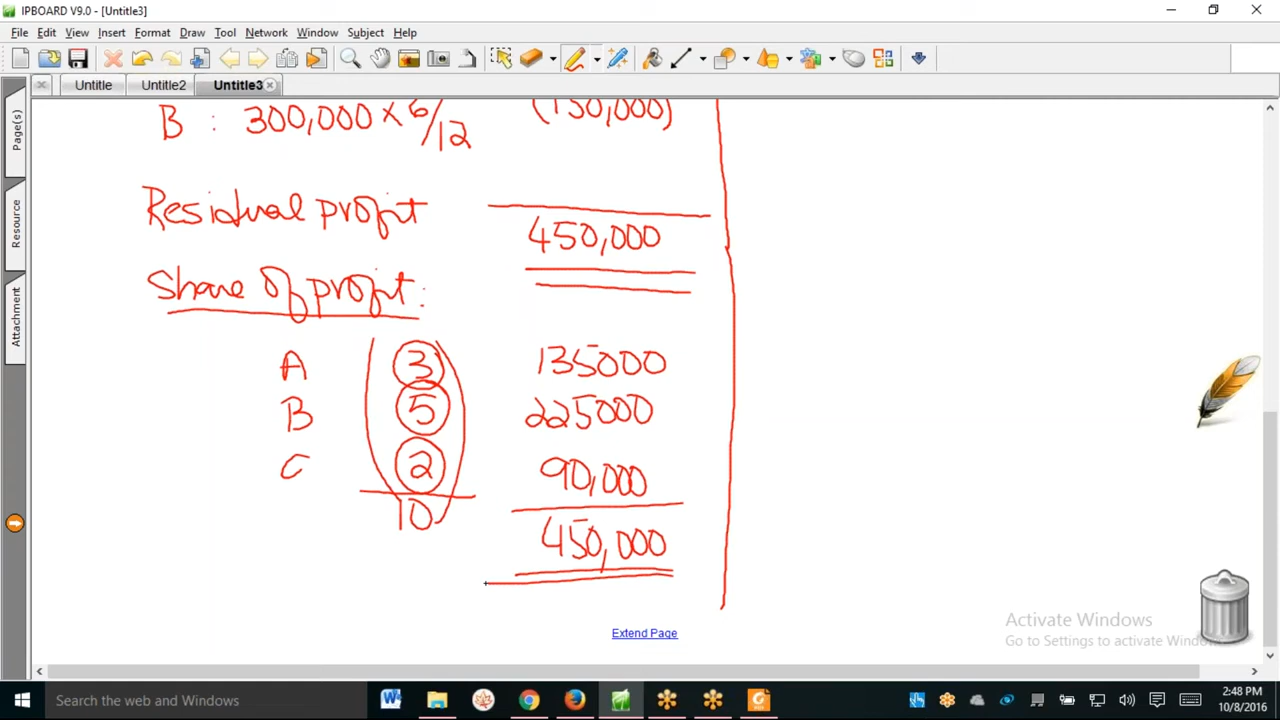 IPBOARD V9.0 - [Untitle3]
File Edit View Insert Format Draw Tool Network Window Subject Help
Untitle Untitle2 Untitle3
Page(s)
Resource
Attachment
B : 300,000 × 6/12 (150,000)
Residual profit
450,000
Share of profit:
A 3 135000
B 5 225000
C 2 90,000
10
450,000
Extend Page
Activate Windows
Go to Settings to activate Windows
Search the web and Windows
2:48 PM
10/8/2016